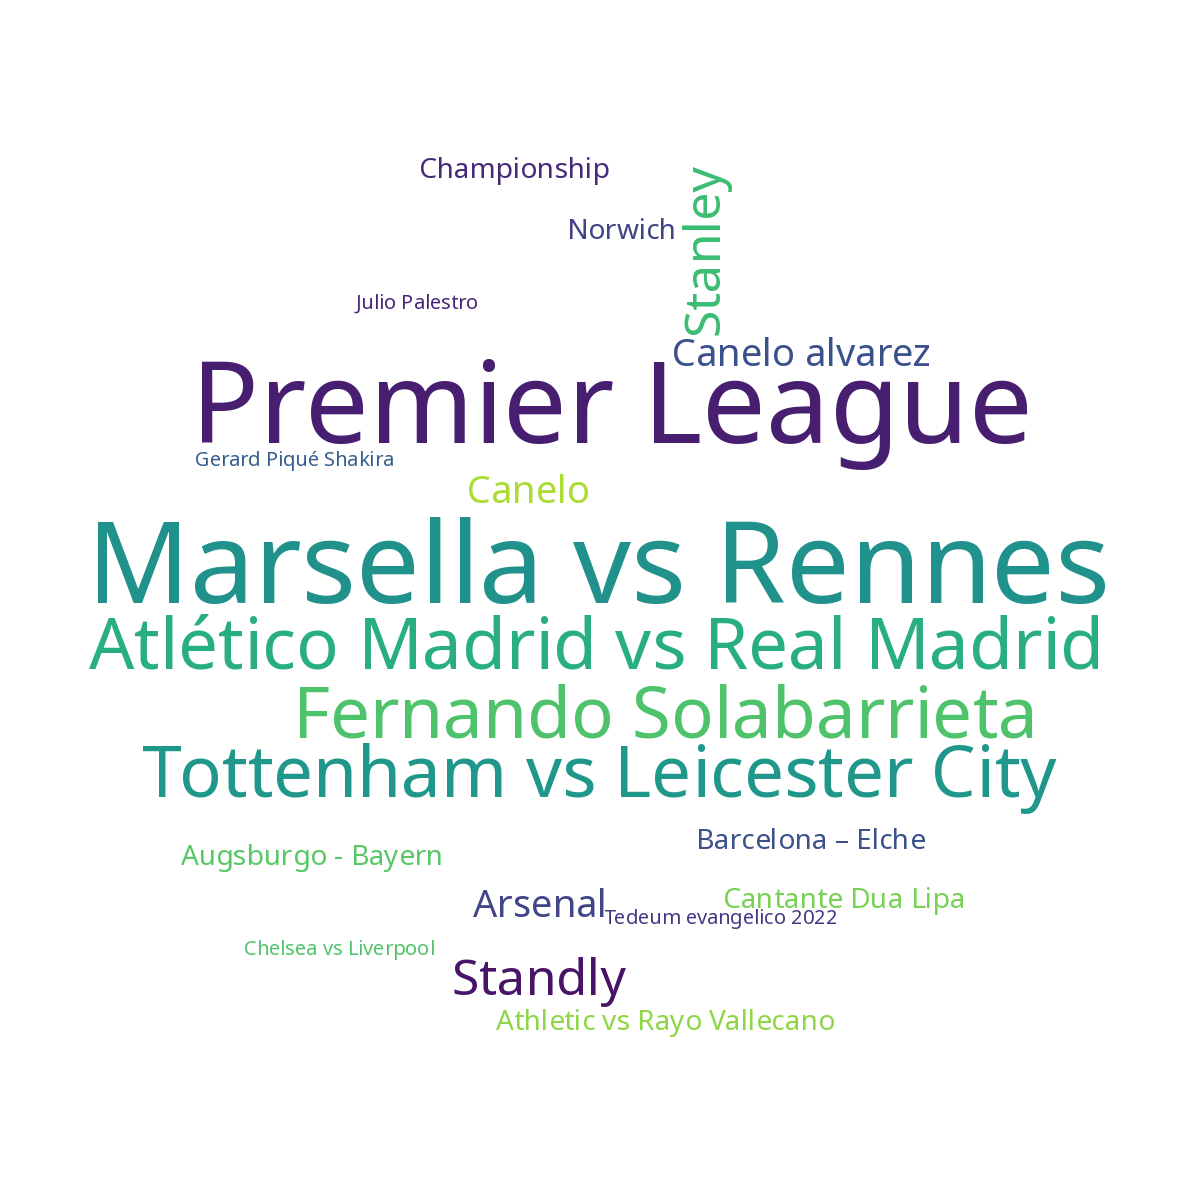 Championship
Stanley
Norwich
Julio Palestro
Canelo alvarez
Premier League
Gerard Piqué Shakira
Canelo
Marsella vs Rennes
Atlético Madrid vs Real Madrid
Fernando Solabarrieta
Tottenham vs Leicester City
Barcelona – Elche
Augsburgo - Bayern
Cantante Dua Lipa
Arsenal
Tedeum evangelico 2022
Chelsea vs Liverpool
Standly
Athletic vs Rayo Vallecano